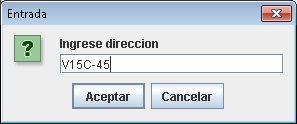 Entrada
Ingrese direccion
V15C-45
Aceptar
Cancelar